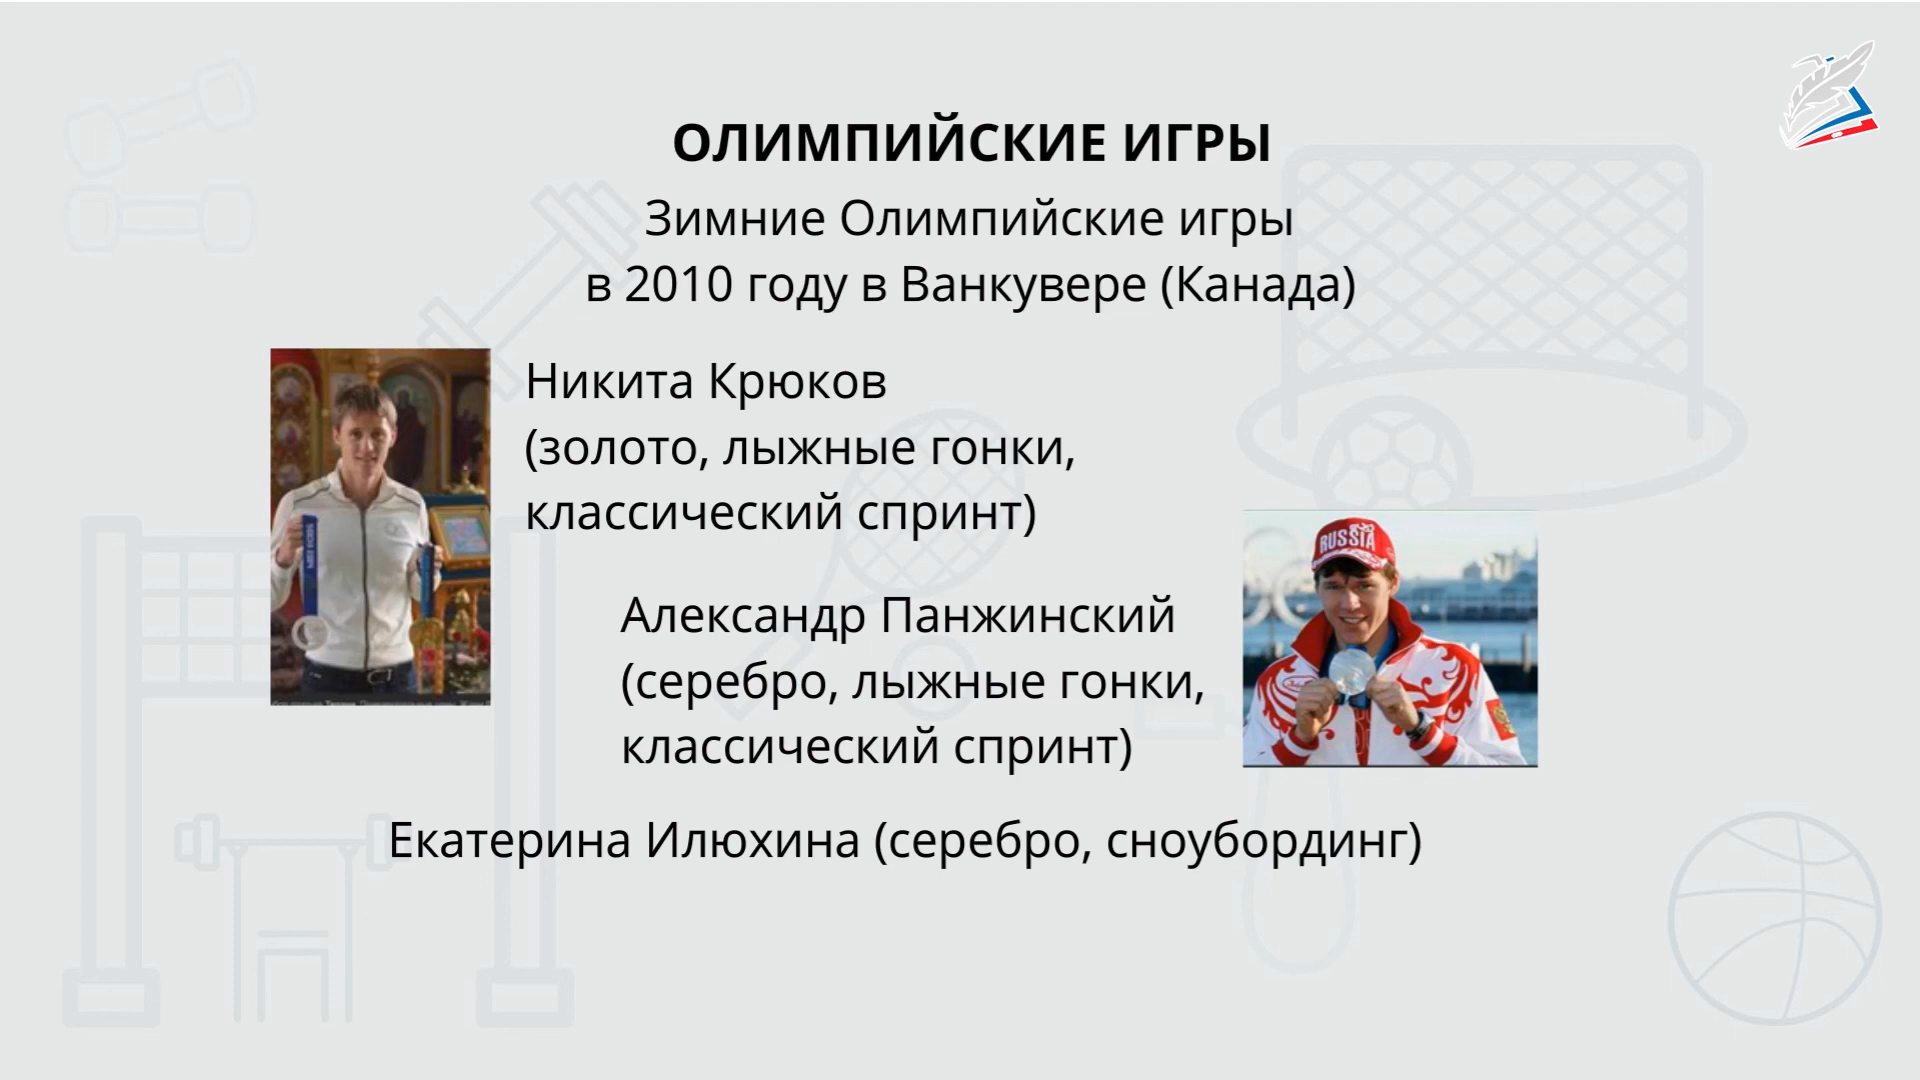 ОЛИМПИЙСКИЕ ИГРЫ
Зимние Олимпийские игры
в 2010 году в Ванкувере (Канада)
Никита Крюков
(золото, лыжные гонки,
классический спринт)
RUSSIA
Александр Панжинский
(серебро, лыжные гонки,
классический спринт)
Екатерина Илюхина (серебро, сноубординг)